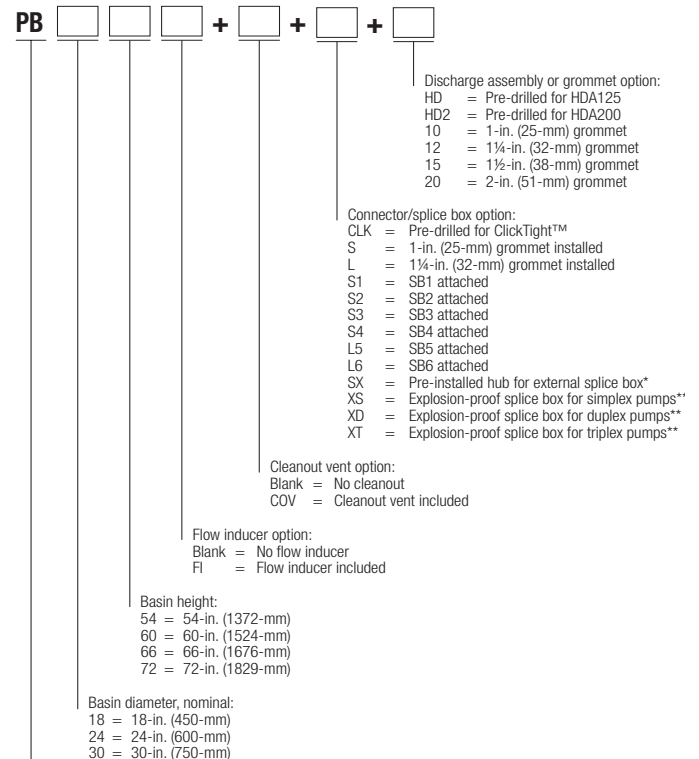 PB + + +
Discharge assembly or grommet option:
HD = Pre-drilled for HDA125
HD2 = Pre-drilled for HDA200
10 = 1-in. (25-mm) grommet
12 = 1¼-in. (32-mm) grommet
15 = 1½-in. (38-mm) grommet
20 = 2-in. (51-mm) grommet
Connector/splice box option:
CLK = Pre-drilled for ClickTight™
S = 1-in. (25-mm) grommet installed
L = 1¼-in. (32-mm) grommet installed
S1 = SB1 attached
S2 = SB2 attached
S3 = SB3 attached
S4 = SB4 attached
L5 = SB5 attached
L6 = SB6 attached
SX = Pre-installed hub for external splice box*
XS = Explosion-proof splice box for simplex pumps**
XD = Explosion-proof splice box for duplex pumps**
XT = Explosion-proof splice box for triplex pumps**
Cleanout vent option:
Blank = No cleanout
COV = Cleanout vent included
Flow inducer option:
Blank = No flow inducer
FI = Flow inducer included
Basin height:
54 = 54-in. (1372-mm)
60 = 60-in. (1524-mm)
66 = 66-in. (1676-mm)
72 = 72-in. (1829-mm)
Basin diameter, nominal:
18 = 18-in. (450-mm)
24 = 24-in. (600-mm)
30 = 30-in. (750-mm)